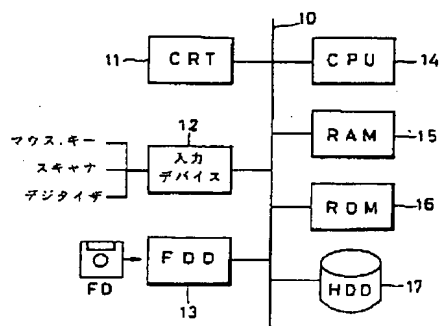 10
11
CRT
CPU
14
12
マウス.キー
スキャナ
デジタイザ
入力
デバイス
RAM
15
RDM
16
FD
FDD
13
HDD
17